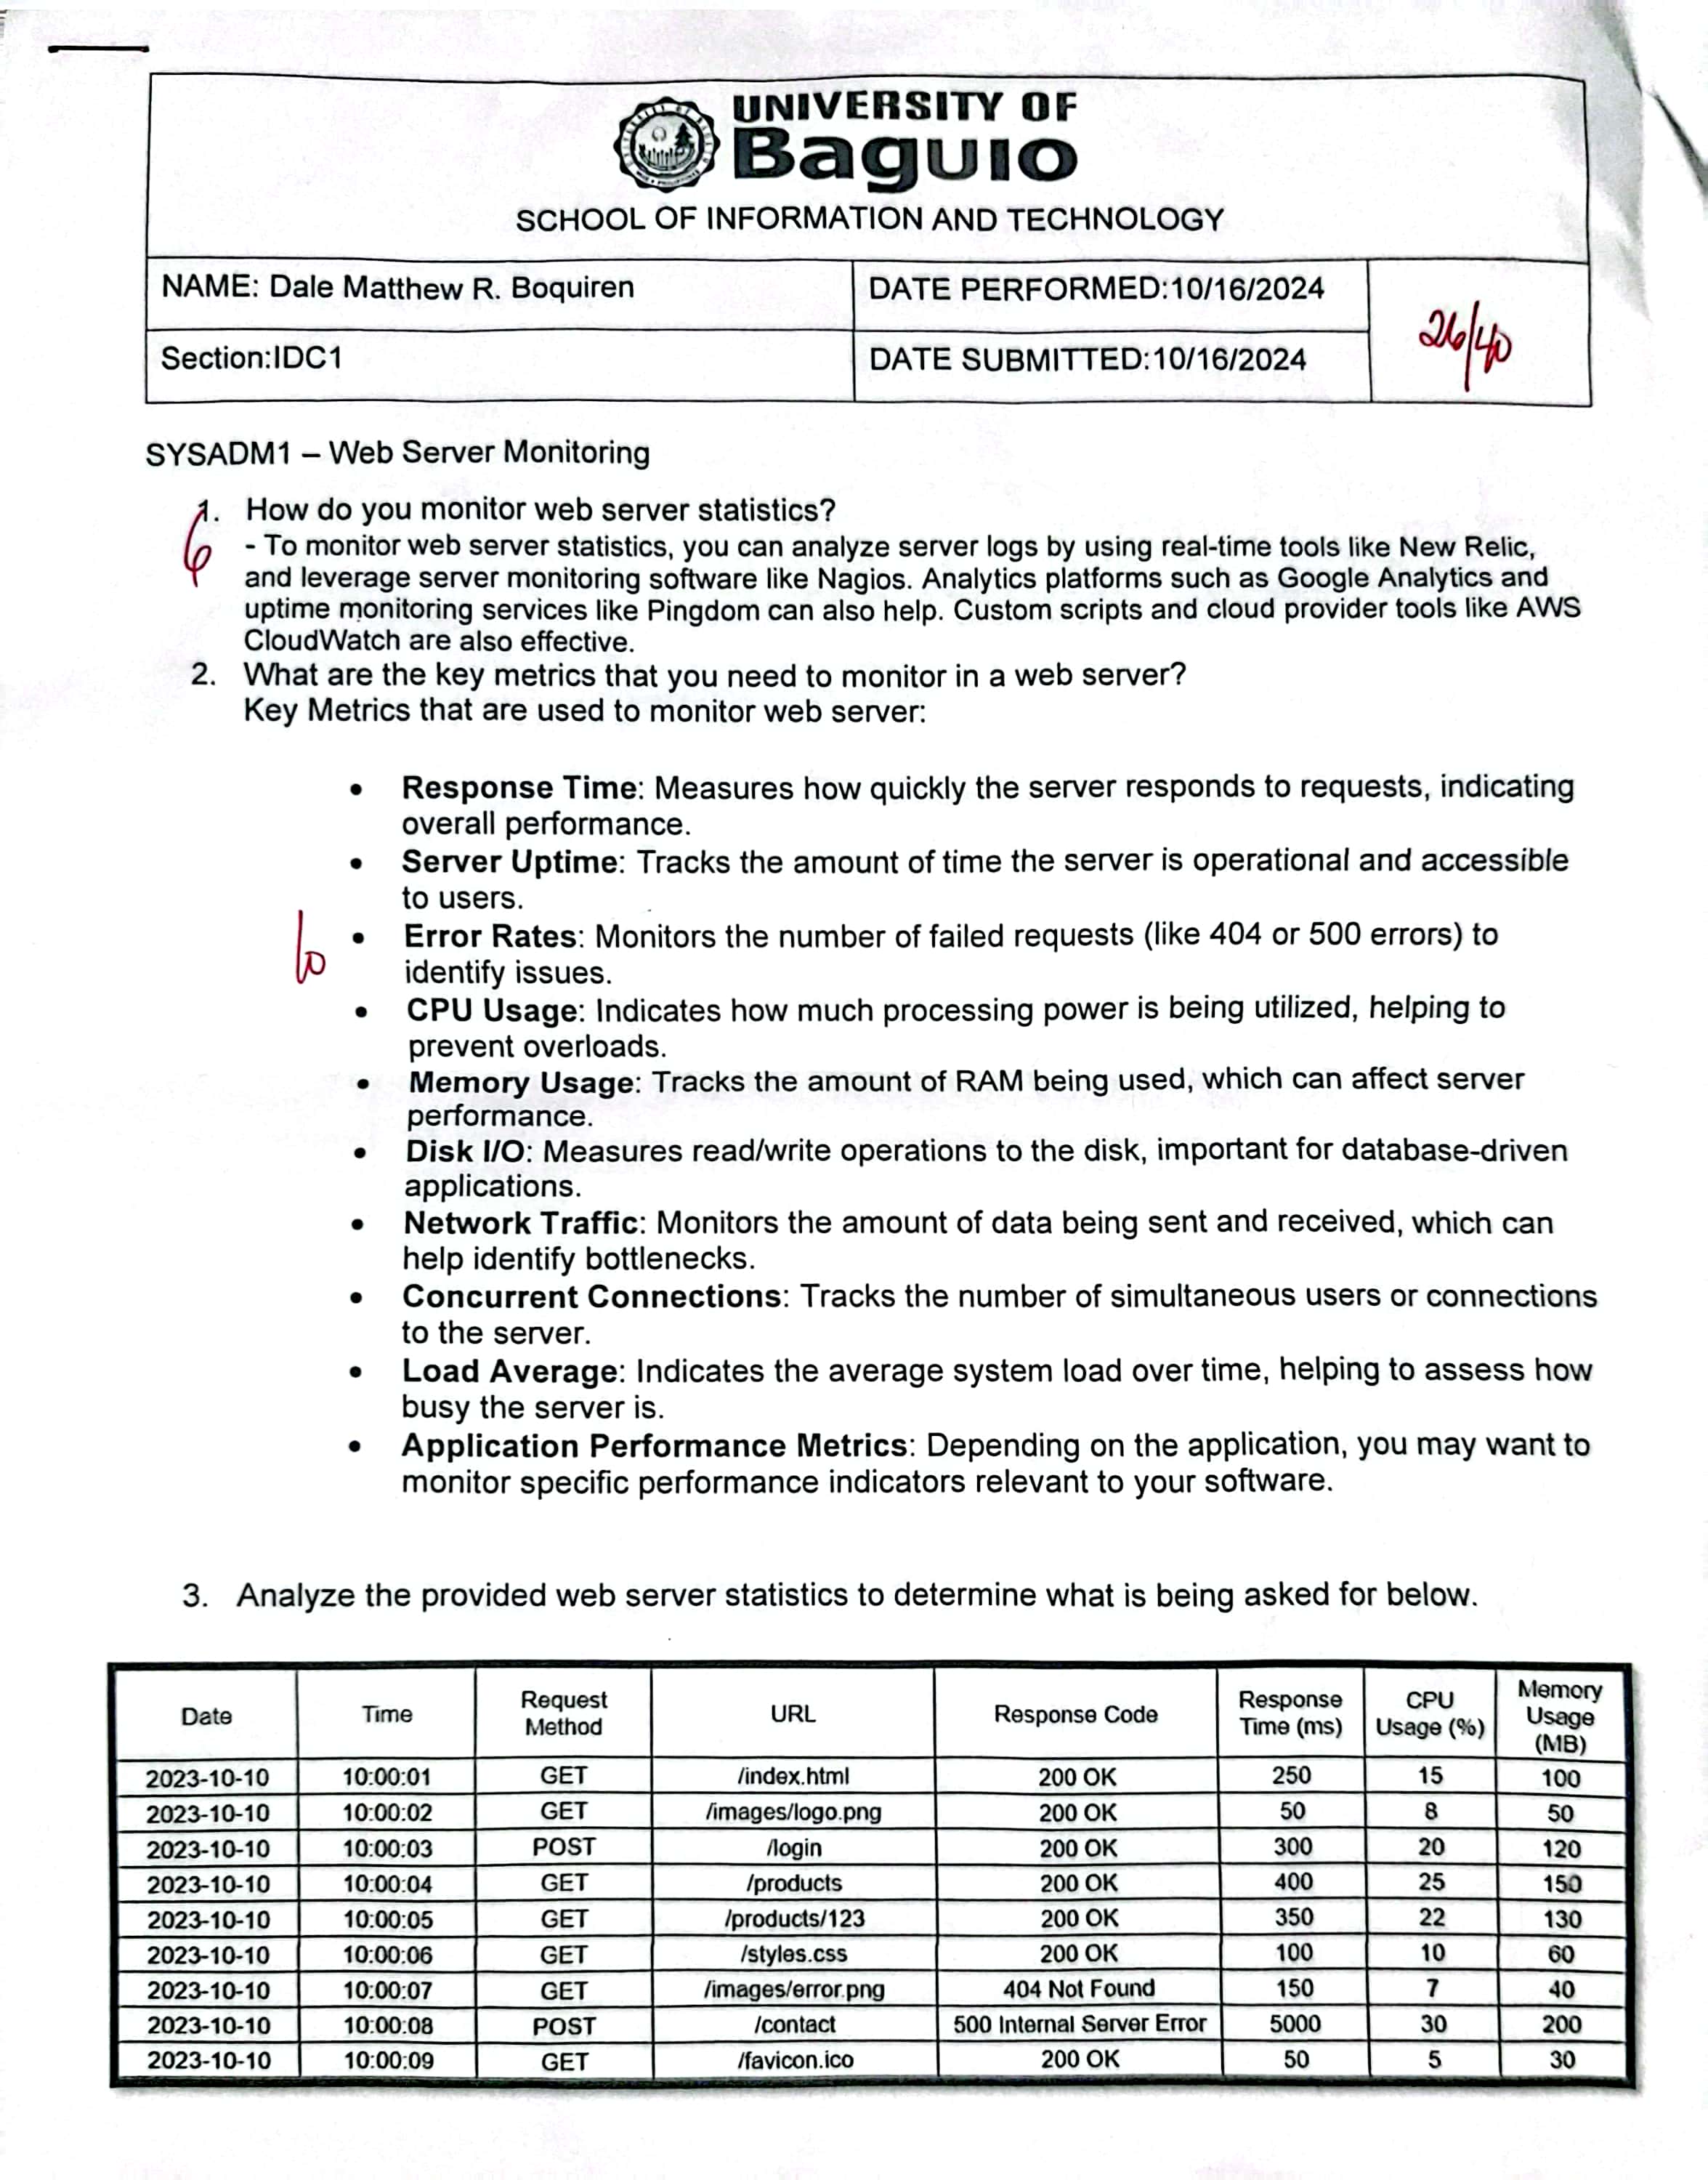 UNIVERSITY OF
Baguio
SCHOOL OF INFORMATION AND TECHNOLOGY
NAME: Dale Matthew R. Boquiren
DATE PERFORMED:10/16/2024
26/40
Section:IDC1
DATE SUBMITTED:10/16/2024
SYSADM1 – Web Server Monitoring
1. How do you monitor web server statistics?
6
- To monitor web server statistics, you can analyze server logs by using real-time tools like New Relic,
and leverage server monitoring software like Nagios. Analytics platforms such as Google Analytics and
uptime monitoring services like Pingdom can also help. Custom scripts and cloud provider tools like AWS
CloudWatch are also effective.
2. What are the key metrics that you need to monitor in a web server?
Key Metrics that are used to monitor web server:
• Response Time: Measures how quickly the server responds to requests, indicating
overall performance.
• Server Uptime: Tracks the amount of time the server is operational and accessible
to users.
• Error Rates: Monitors the number of failed requests (like 404 or 500 errors) to
identify issues.
• CPU Usage: Indicates how much processing power is being utilized, helping to
prevent overloads.
• Memory Usage: Tracks the amount of RAM being used, which can affect server
performance.
• Disk I/O: Measures read/write operations to the disk, important for database-driven
applications.
• Network Traffic: Monitors the amount of data being sent and received, which can
help identify bottlenecks.
• Concurrent Connections: Tracks the number of simultaneous users or connections
to the server.
• Load Average: Indicates the average system load over time, helping to assess how
busy the server is.
• Application Performance Metrics: Depending on the application, you may want to
monitor specific performance indicators relevant to your software.
3. Analyze the provided web server statistics to determine what is being asked for below.
Date Time Request Method URL Response Code Response Time (ms) CPU Usage (%) Memory Usage (MB)
2023-10-10 10:00:01 GET /index.html 200 OK 250 15 100
2023-10-10 10:00:02 GET /images/logo.png 200 OK 50 8 50
2023-10-10 10:00:03 POST /login 200 OK 300 20 120
2023-10-10 10:00:04 GET /products 200 OK 400 25 150
2023-10-10 10:00:05 GET /products/123 200 OK 350 22 130
2023-10-10 10:00:06 GET /styles.css 200 OK 100 10 60
2023-10-10 10:00:07 GET /images/error.png 404 Not Found 150 7 40
2023-10-10 10:00:08 POST /contact 500 Internal Server Error 5000 30 200
2023-10-10 10:00:09 GET /favicon.ico 200 OK 50 5 30